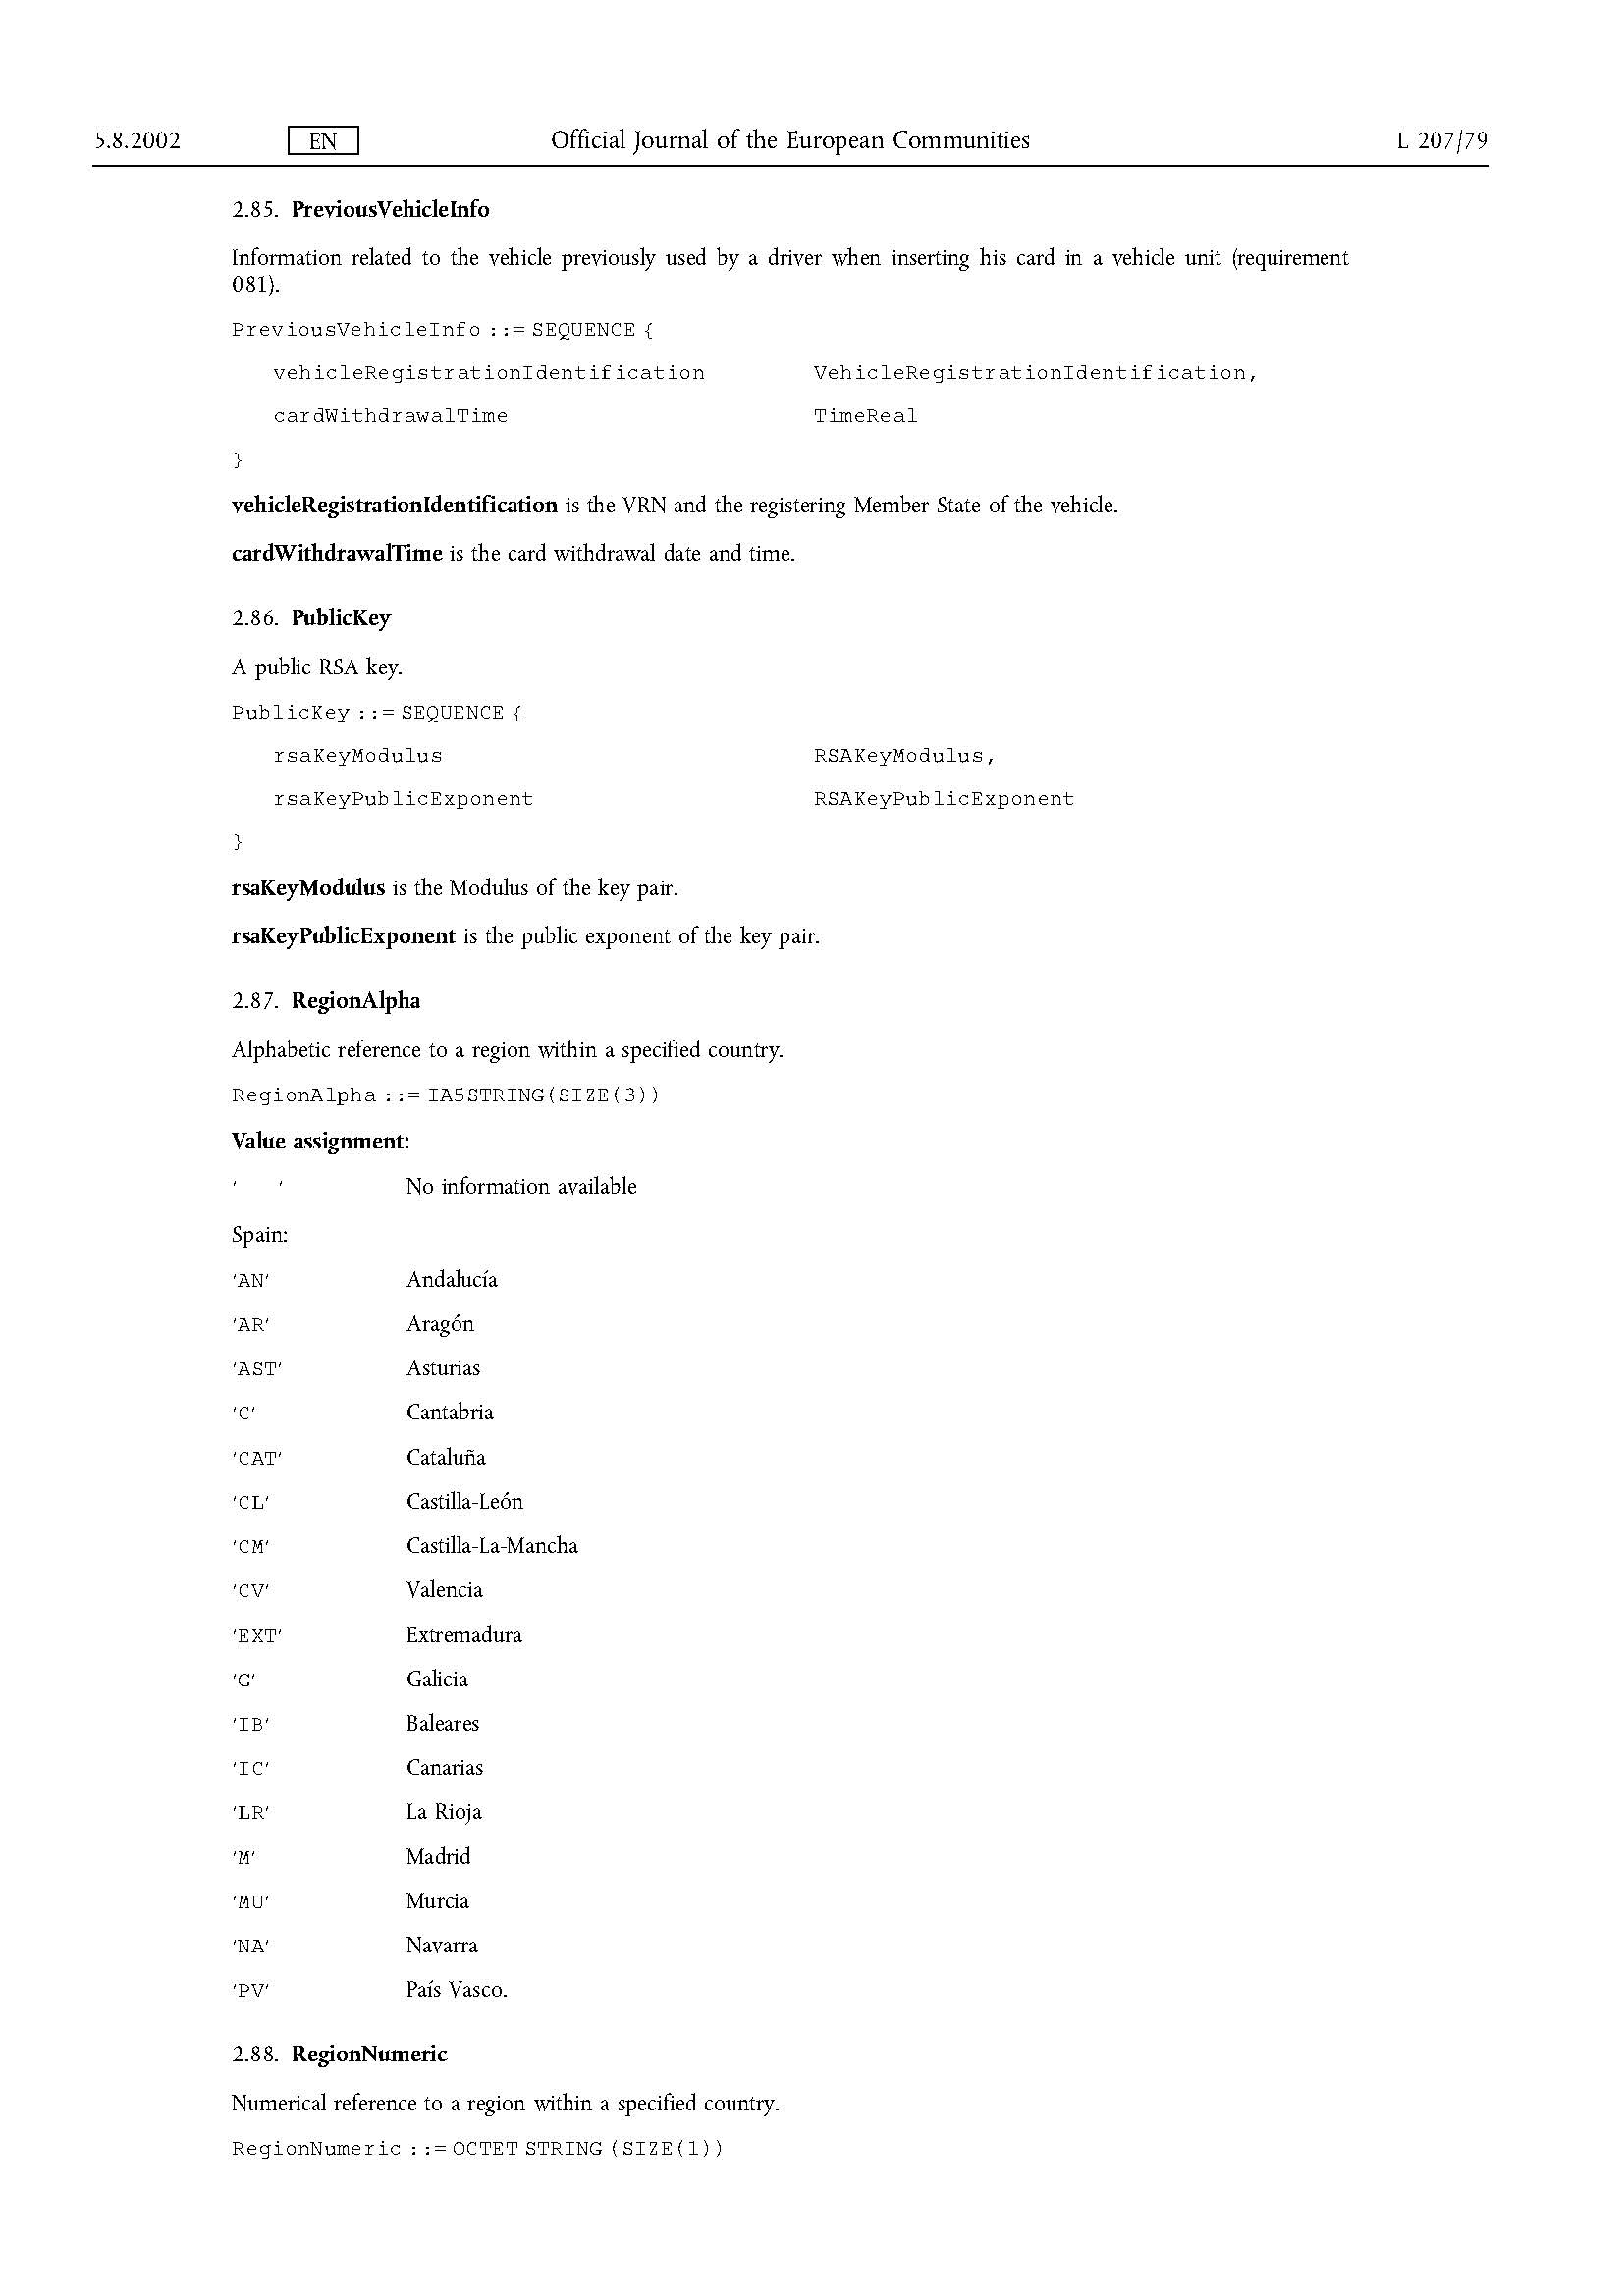 5.8.2002 EN Official Journal of the European Communities L 207/79
2.85. PreviousVehicleInfo
Information related to the vehicle previously used by a driver when inserting his card in a vehicle unit (requirement
081).
PreviousVehicleInfo ::= SEQUENCE {
vehicleRegistrationIdentification VehicleRegistrationIdentification,
cardWithdrawalTime TimeReal
}
vehicleRegistrationIdentification is the VRN and the registering Member State of the vehicle.
cardWithdrawalTime is the card withdrawal date and time.
2.86. PublicKey
A public RSA key.
PublicKey ::= SEQUENCE {
rsaKeyModulus RSAKeyModulus,
rsaKeyPublicExponent RSAKeyPublicExponent
}
rsaKeyModulus is the Modulus of the key pair.
rsaKeyPublicExponent is the public exponent of the key pair.
2.87. RegionAlpha
Alphabetic reference to a region within a specified country.
RegionAlpha ::= IA5STRING(SIZE(3))
Value assignment:
' ' No information available
Spain:
'AN' Andalucía
'AR' Aragón
'AST' Asturias
'C' Cantabria
'CAT' Cataluña
'CL' Castilla-León
'CM' Castilla-La-Mancha
'CV' Valencia
'EXT' Extremadura
'G' Galicia
'IB' Baleares
'IC' Canarias
'LR' La Rioja
'M' Madrid
'MU' Murcia
'NA' Navarra
'PV' País Vasco.
2.88. RegionNumeric
Numerical reference to a region within a specified country.
RegionNumeric ::= OCTET STRING (SIZE(1))